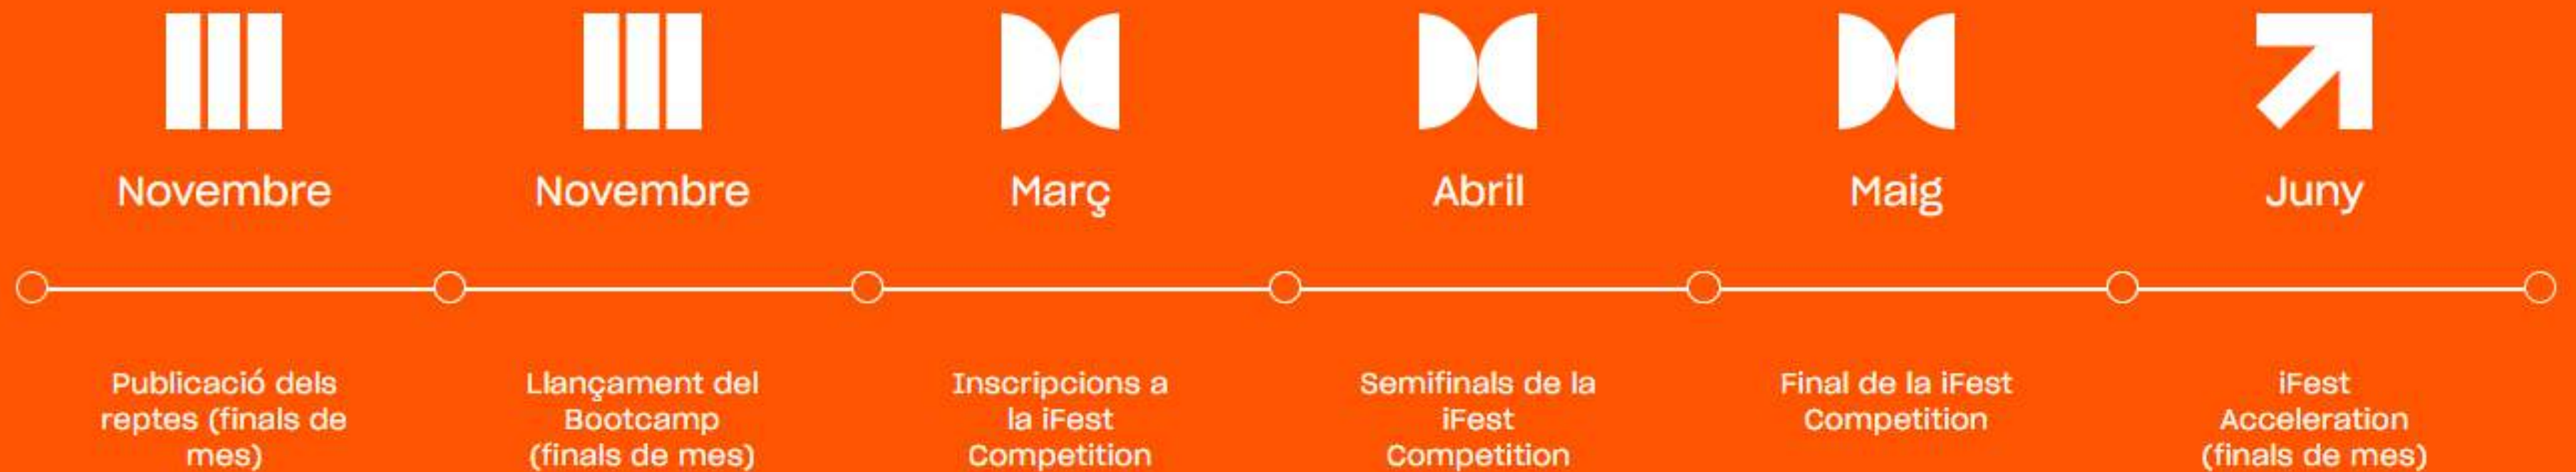 Novembre
Novembre
Març
Abril
Maig
Juny
Publicació dels
reptes (finals de
mes)
Llançament del
Bootcamp
(finals de mes)
Inscripcions a
la iFest
Competition
Semifinals de la
iFest
Competition
Final de la iFest
Competition
iFest
Acceleration
(finals de mes)